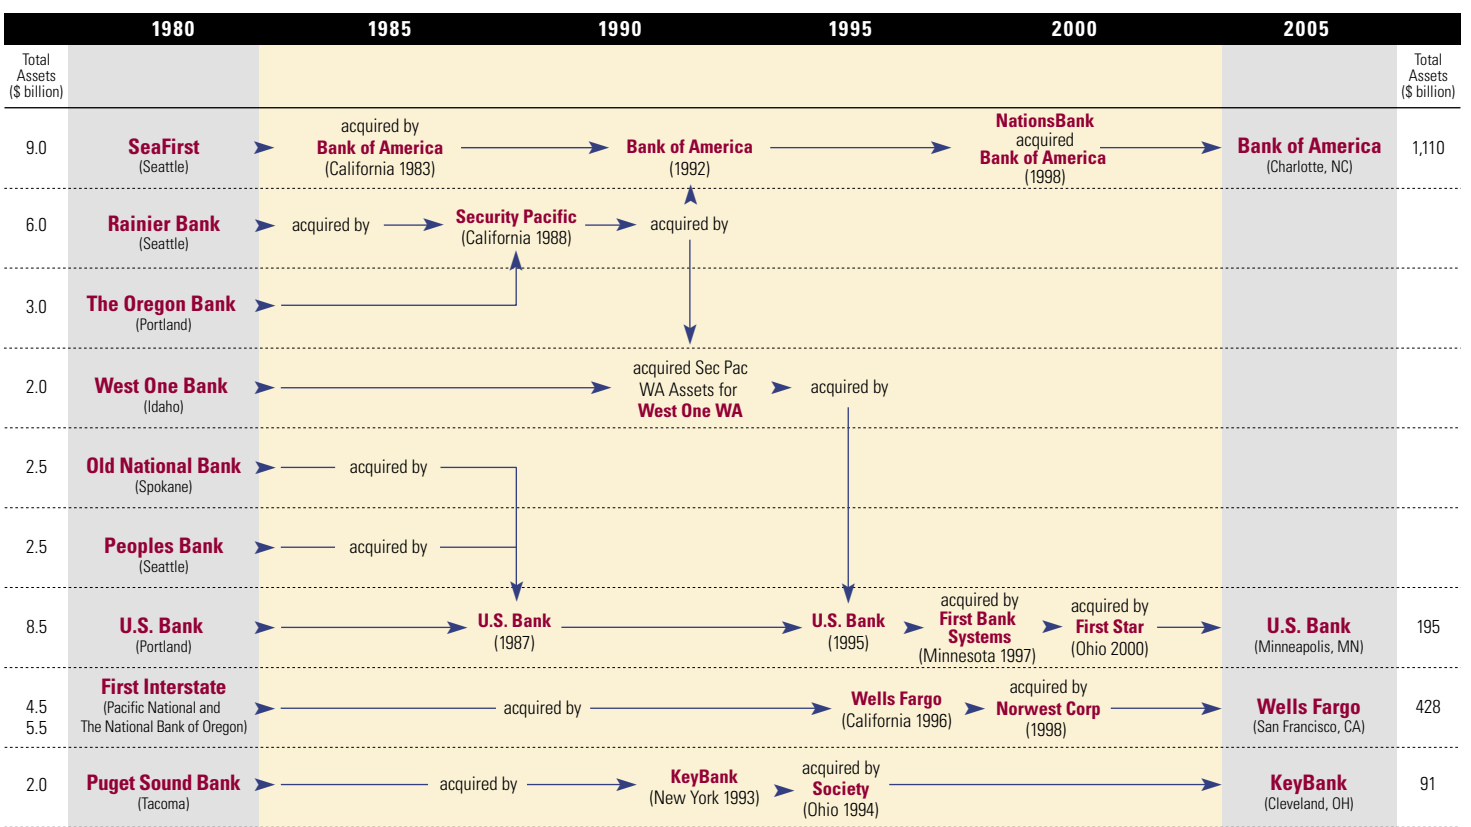 1980 1985 1990 1995 2000 2005
Total
Assets
($ billion)
Total
Assets
($ billion)
9.0
SeaFirst
(Seattle)
acquired by
Bank of America
(California 1983)
Bank of America
(1992)
NationsBank
acquired
Bank of America
(1998)
Bank of America
(Charlotte, NC)
1,110
6.0
Rainier Bank
(Seattle)
acquired by
Security Pacific
(California 1988)
acquired by
3.0
The Oregon Bank
(Portland)
2.0
West One Bank
(Idaho)
acquired Sec Pac
WA Assets for
West One WA
acquired by
2.5
Old National Bank
(Spokane)
acquired by
2.5
Peoples Bank
(Seattle)
acquired by
8.5
U.S. Bank
(Portland)
U.S. Bank
(1987)
U.S. Bank
(1995)
acquired by
First Bank
Systems
(Minnesota 1997)
acquired by
First Star
(Ohio 2000)
U.S. Bank
(Minneapolis, MN)
195
4.5
5.5
First Interstate
(Pacific National and
The National Bank of Oregon)
acquired by
Wells Fargo
(California 1996)
acquired by
Norwest Corp
(1998)
Wells Fargo
(San Francisco, CA)
428
2.0
Puget Sound Bank
(Tacoma)
acquired by
KeyBank
(New York 1993)
acquired by
Society
(Ohio 1994)
KeyBank
(Cleveland, OH)
91